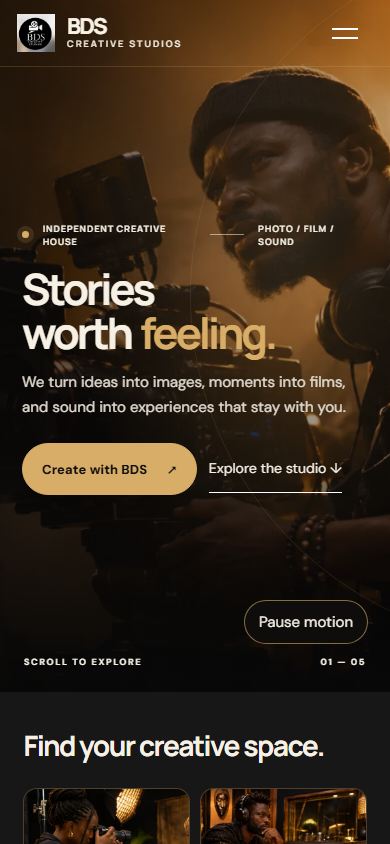 BDS
BDS
CREATIVE STUDIOS
INDEPENDENT CREATIVE
HOUSE
PHOTO / FILM /
SOUND
Stories
worth feeling.
We turn ideas into images, moments into films,
and sound into experiences that stay with you.
Create with BDS ↗
Explore the studio ↓
Pause motion
SCROLL TO EXPLORE
01 — 05
Find your creative space.